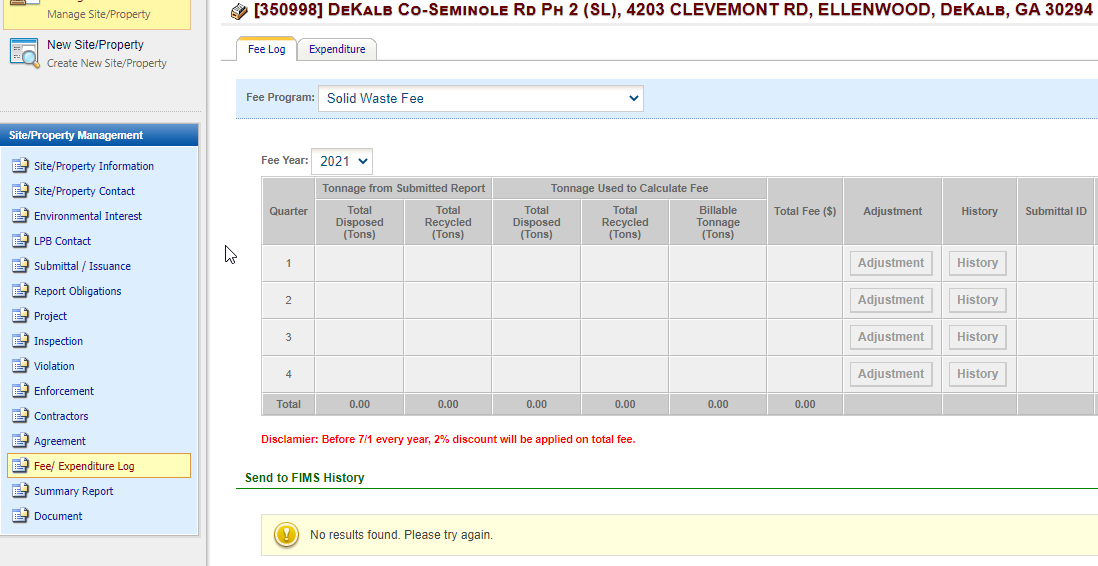 Manage Site/Property
New Site/Property
Create New Site/Property
Site/Property Management
Site/Property Information
Site/Property Contact
Environmental Interest
LPB Contact
Submittal / Issuance
Report Obligations
Project
Inspection
Violation
Enforcement
Contractors
Agreement
Fee/ Expenditure Log
Summary Report
Document
[350998] DeKalb Co-Seminole Rd Ph 2 (SL), 4203 CLEVEMONT RD, ELLENWOOD, DeKalb, GA 30294
Fee Log Expenditure
Fee Program: Solid Waste Fee
Fee Year: 2021
Tonnage from Submitted Report Tonnage Used to Calculate Fee
Quarter Total Disposed (Tons) Total Recycled (Tons) Total Disposed (Tons) Total Recycled (Tons) Billable Tonnage (Tons) Total Fee ($) Adjustment History Submittal ID
1 Adjustment History
2 Adjustment History
3 Adjustment History
4 Adjustment History
Total 0.00 0.00 0.00 0.00 0.00 0.00
Disclamier: Before 7/1 every year, 2% discount will be applied on total fee.
Send to FIMS History
No results found. Please try again.